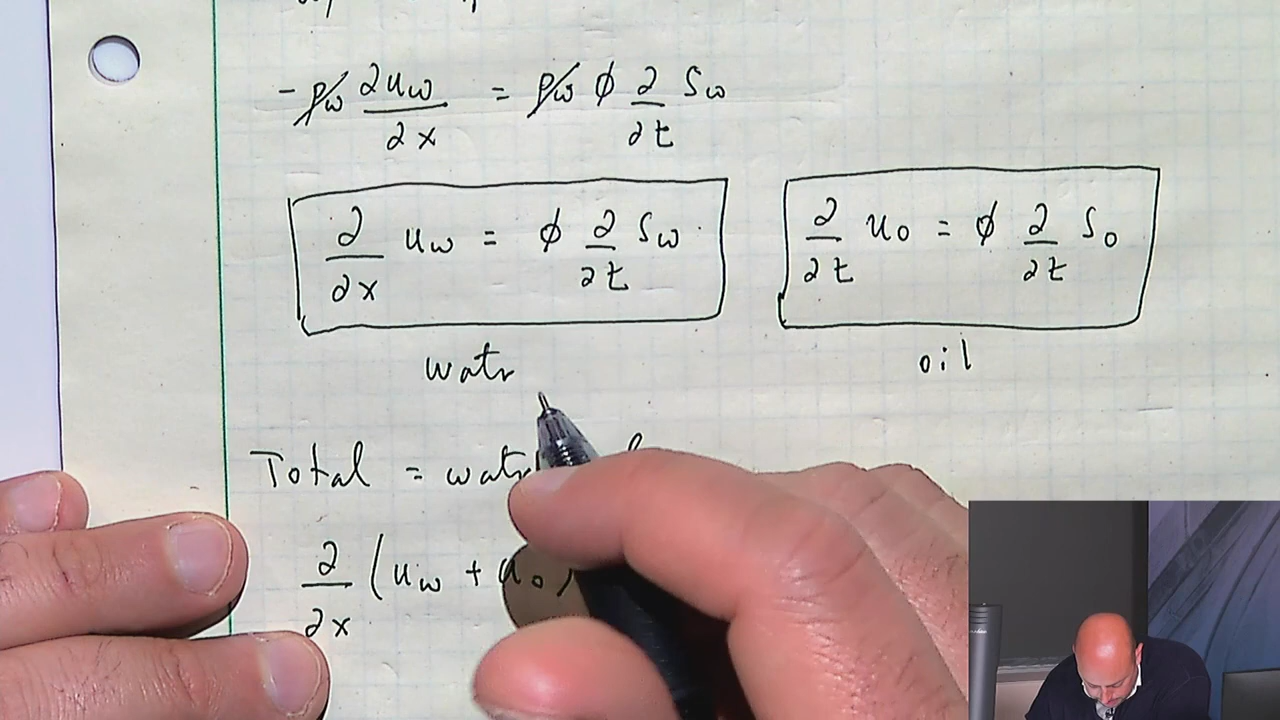 -ρw ∂uw/∂x = ρw φ ∂/∂t Sw
∂/∂x uw = φ ∂/∂t Sw
∂/∂t uo = φ ∂/∂t So
watr
oil
Total = watr
∂/∂x (uw + uo)